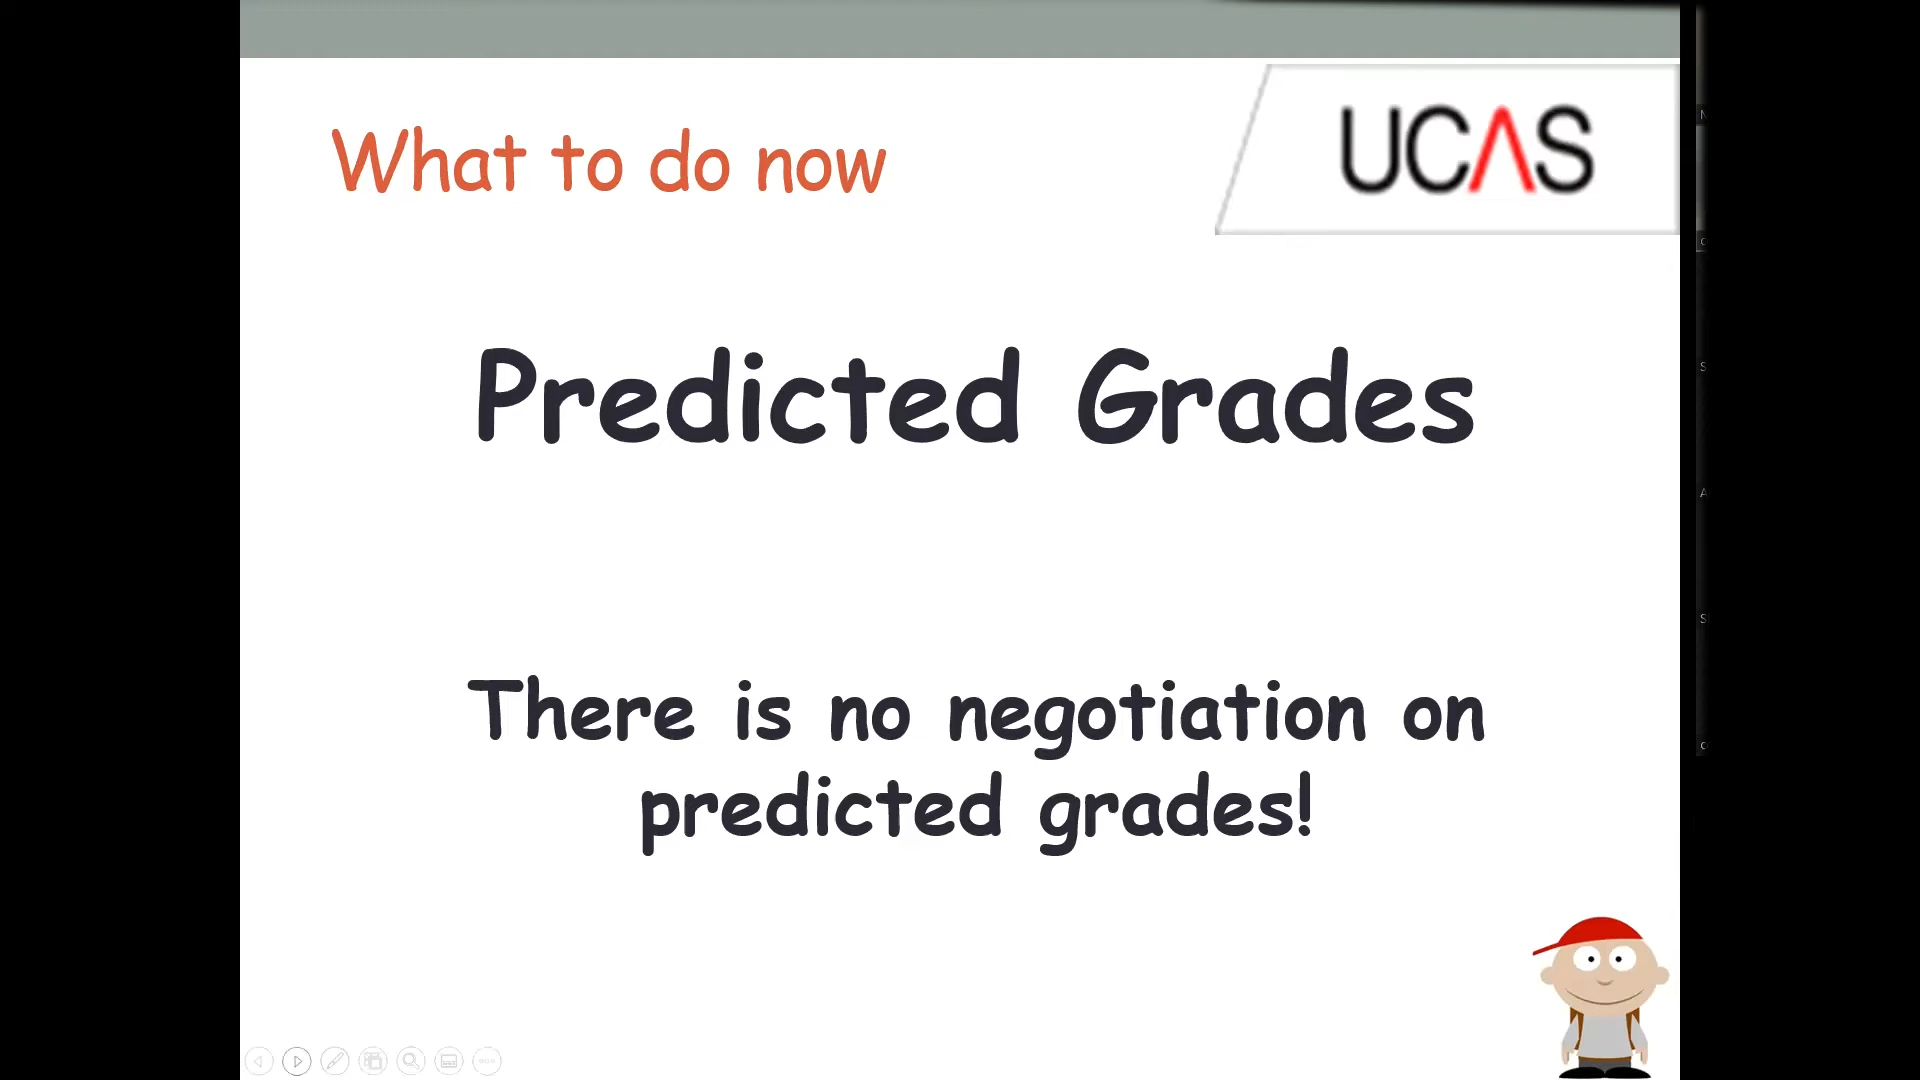 What to do now
UCAS
Predicted Grades
There is no negotiation on
predicted grades!